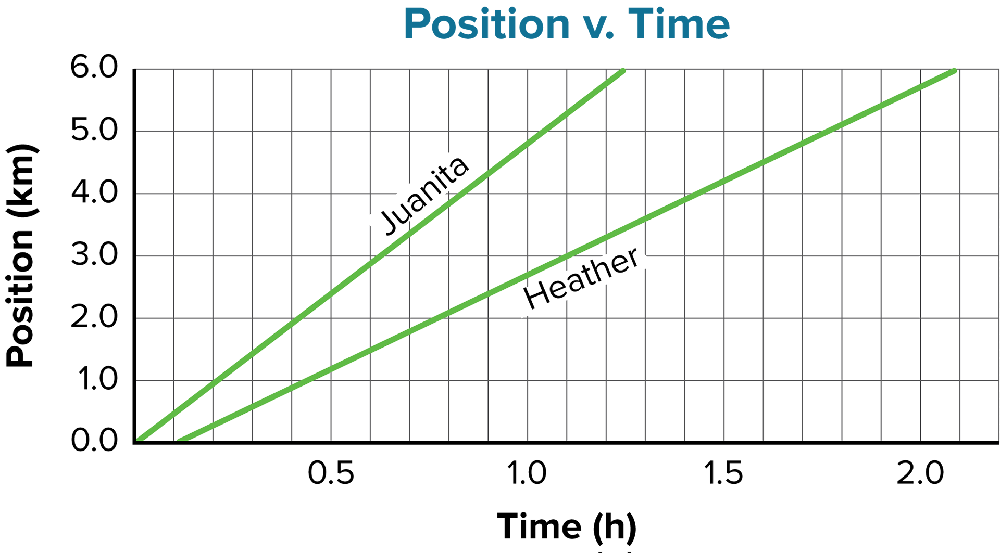 Position v. Time
6.0
5.0
4.0
3.0
2.0
1.0
0.0
Position (km)
Juanita
Heather
0.5 1.0 1.5 2.0
Time (h)